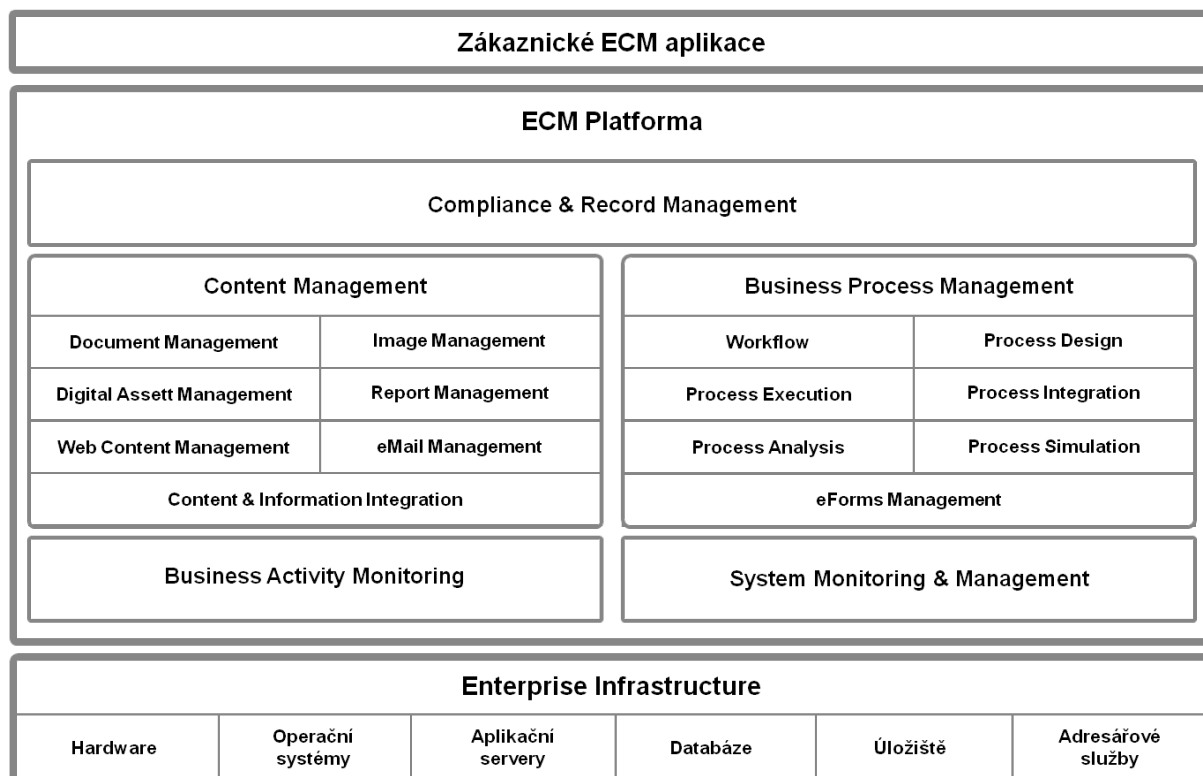 Zákaznické ECM aplikace
ECM Platforma
Compliance & Record Management
Content Management
Document Management
Image Management
Digital Assett Management
Report Management
Web Content Management
eMail Management
Content & Information Integration
Business Process Management
Workflow
Process Design
Process Execution
Process Integration
Process Analysis
Process Simulation
eForms Management
Business Activity Monitoring
System Monitoring & Management
Enterprise Infrastructure
Hardware
Operační
systémy
Aplikační
servery
Databáze
Úložiště
Adresářové
služby